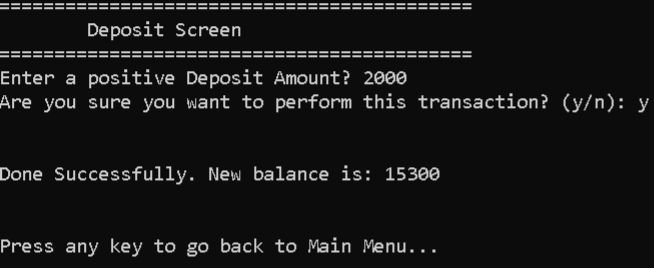 ===========================================
Deposit Screen
===========================================
Enter a positive Deposit Amount? 2000
Are you sure you want to perform this transaction? (y/n): y
Done Successfully. New balance is: 15300
Press any key to go back to Main Menu...